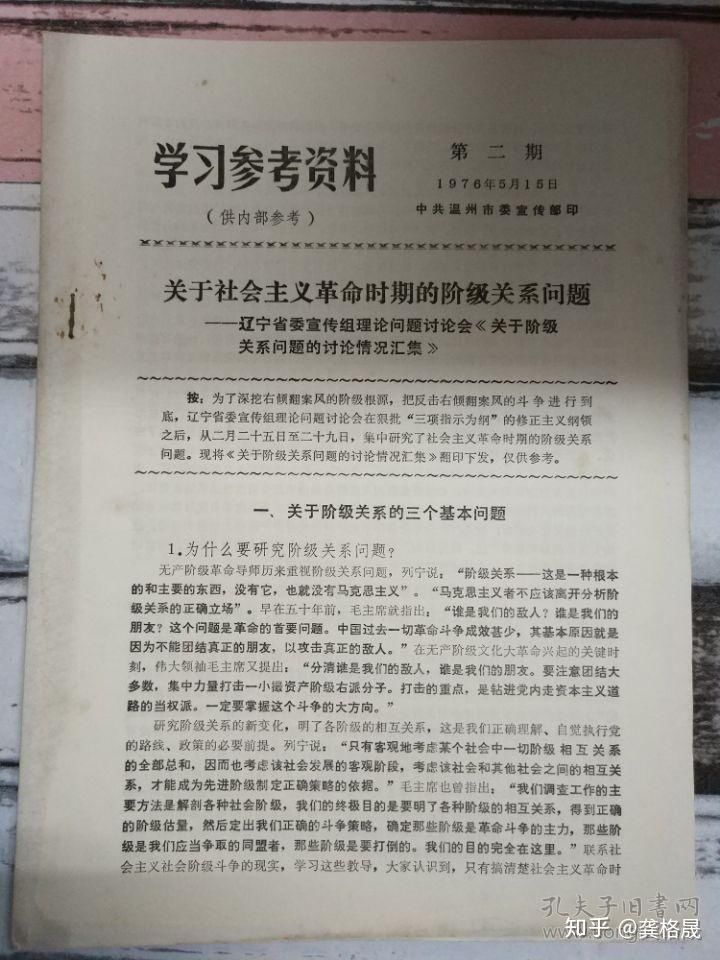 学习参考资料
（供内部参考）
第二期
1976年5月15日
中共温州市委宣传部印
关于社会主义革命时期的阶级关系问题
——辽宁省委宣传组理论问题讨论会《关于阶级
关系问题的讨论情况汇集》
按：为了深挖右倾翻案风的阶级根源，把反击右倾翻案风的斗争进行到
底，辽宁省委宣传组理论问题讨论会在狠批“三项指示为纲”的修正主义纲领
之后，从二月二十五日至二十九日，集中研究了社会主义革命时期的阶级关系
问题。现将《关于阶级关系问题的讨论情况汇集》翻印下发，仅供参考。
一、关于阶级关系的三个基本问题
1.为什么要研究阶级关系问题？
无产阶级革命导师历来重视阶级关系问题，列宁说：“阶级关系——这是一种根本
的和主要的东西，没有它，也就没有马克思主义”。“马克思主义者不应该离开分析阶
级关系的正确立场”。早在五十年前，毛主席就指出：“谁是我们的敌人？谁是我们的
朋友？这个问题是革命的首要问题。中国过去一切革命斗争成效甚少，其基本原因就是
因为不能团结真正的朋友，以攻击真正的敌人。”在无产阶级文化大革命兴起的关键时
刻，伟大领袖毛主席又提出：“分清谁是我们的敌人，谁是我们的朋友。要注意团结大
多数，集中力量打击一小撮资产阶级右派分子。打击的重点，是钻进党内走资本主义道
路的当权派。一定要掌握这个斗争的大方向。”
研究阶级关系的新变化，明了各阶级的相互关系，这是我们正确理解、自觉执行党
的路线、政策的必要前提。列宁说：“只有客观地考虑某个社会中一切阶级相互关系
的全部总和，因而也考虑该社会发展的客观阶段，考虑该社会和其他社会之间的相互关
系，才能成为先进阶级制定正确策略的依据。”毛主席也曾指出：“我们调查工作的主
要方法是解剖各种社会阶级，我们的终极目的是要明了各种阶级的相互关系，得到正确
的阶级估量，然后定出我们正确的斗争策略，确定那些阶级是革命斗争的主力，那些阶
级是我们应当争取的同盟者，那些阶级是要打倒的。我们的目的完全在这里。”联系社
会主义社会阶级斗争的现实，学习这些教导，大家认识到，只有搞清楚社会主义革命时
孔夫子旧书网
知乎 @龚格晟